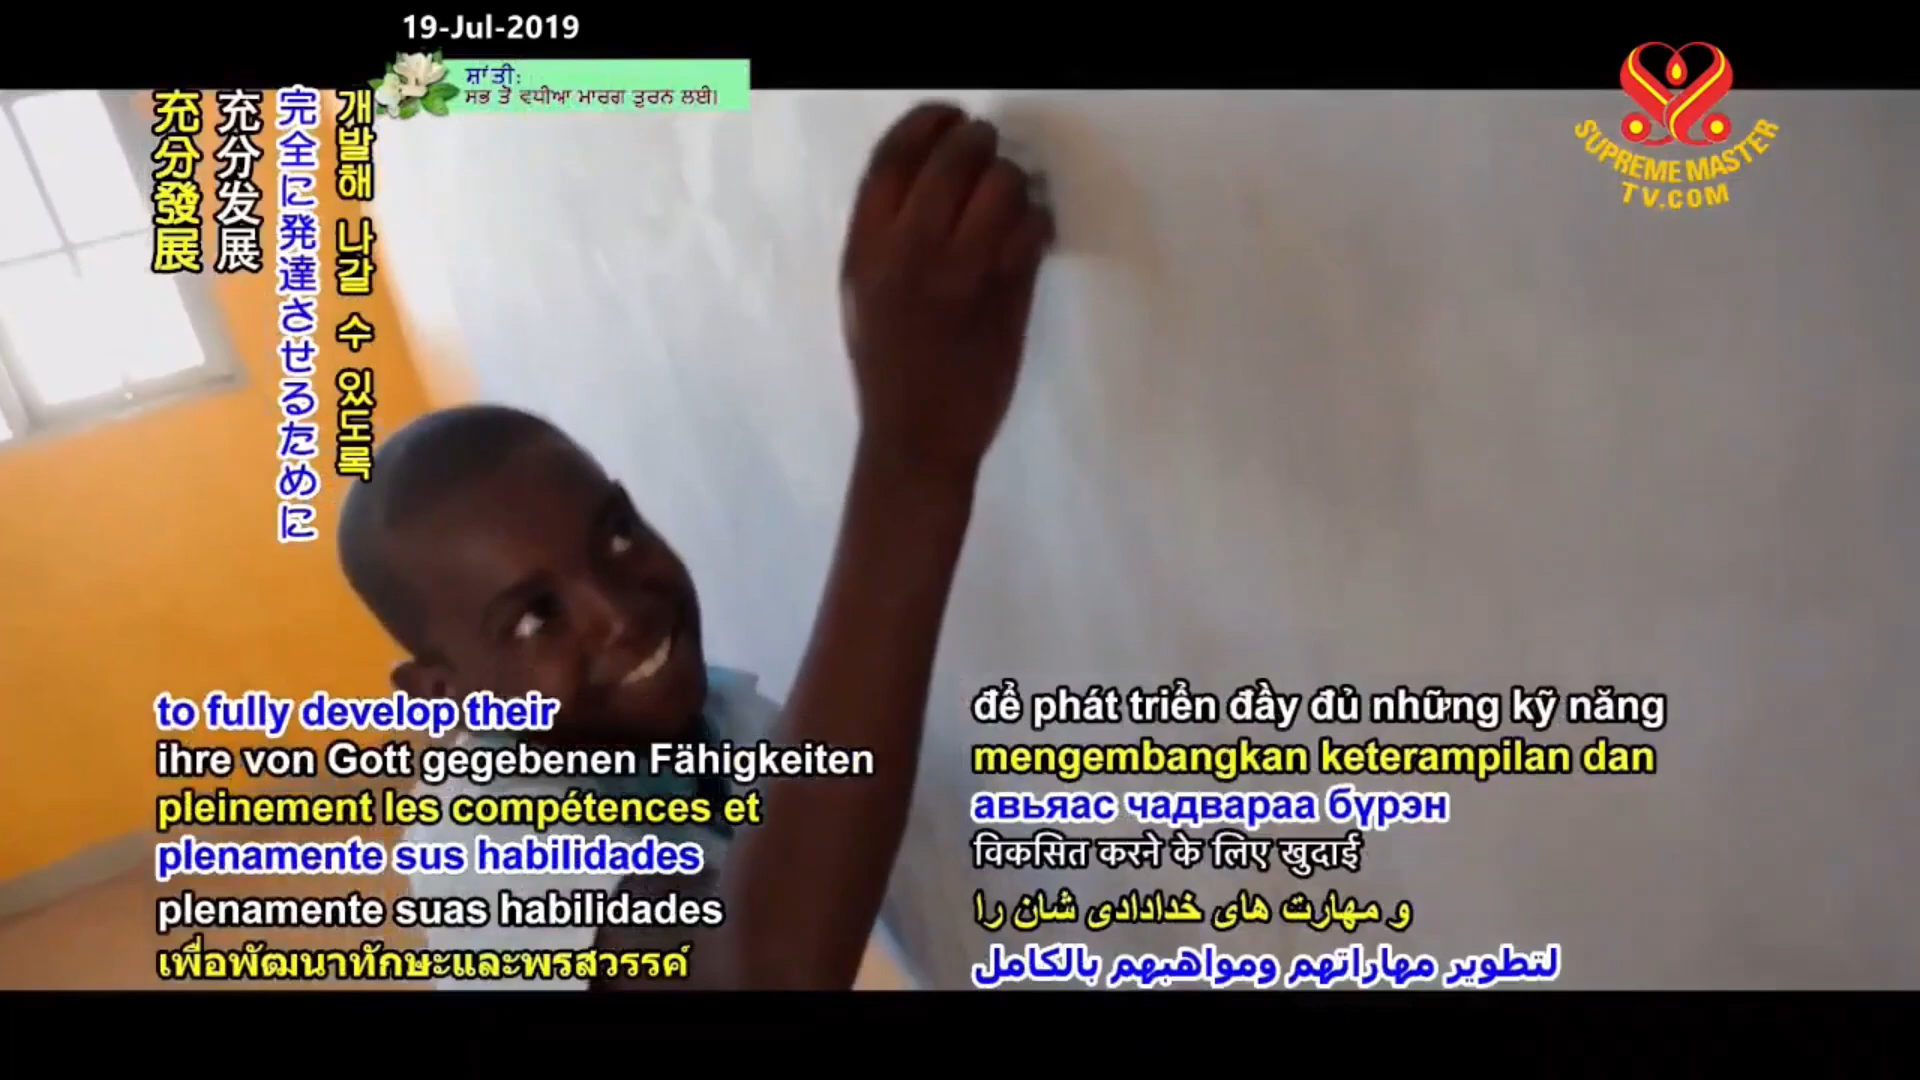 19-Jul-2019
ਸ਼ਾਂਤੀ:
ਸਭ ਤੋਂ ਵਧੀਆ ਮਾਰਗ ਤੁਰਨ ਲਈ।
SUPREME MASTER
TV.COM
充分發展
充分发展
完全に発達させるために
개발해 나갈 수 있도록
to fully develop their
ihre von Gott gegebenen Fähigkeiten
pleinement les compétences et
plenamente sus habilidades
plenamente suas habilidades
เพื่อพัฒนาทักษะและพรสวรรค์
để phát triển đầy đủ những kỹ năng
mengembangkan keterampilan dan
авьяас чадвараа бүрэн
विकसित करने के लिए खुदाई
و مهارت های خدادادی شان را
لتطوير مهاراتهم ومواهبهم بالكامل